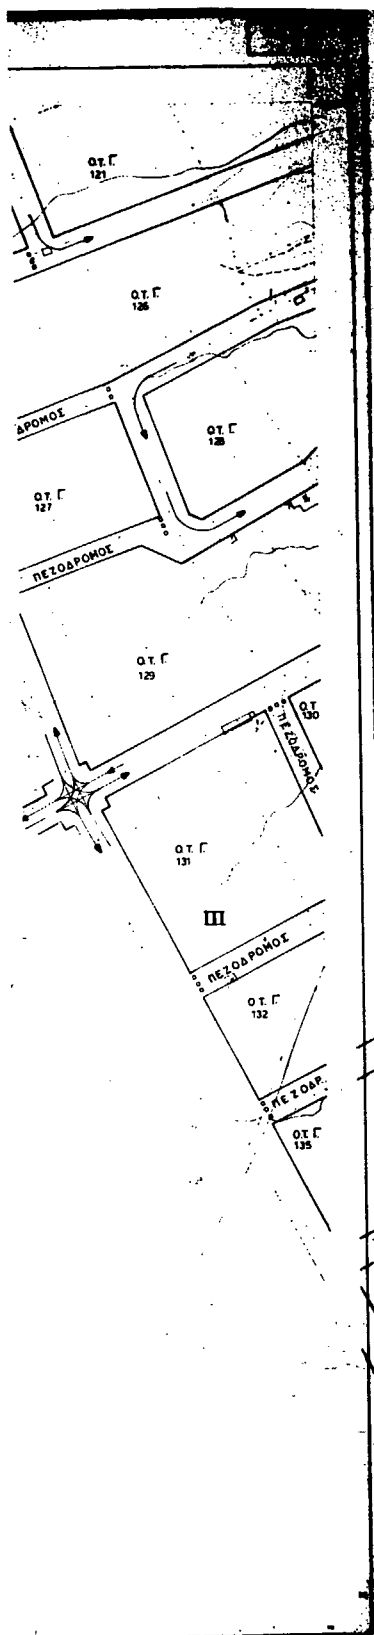 Ο.Τ. Γ
121
Ο.Τ. Γ
126
ΔΡΟΜΟΣ
Ο.Τ. Γ
128
Ο.Τ. Γ
127
ΠΕΖΟΔΡΟΜΟΣ
Ο.Τ. Γ
129
Ο.Τ
130
ΠΕΖΟΔΡΟΜΟΣ
Ο.Τ. Γ
131
III
ΠΕΖΟΔΡΟΜΟΣ
Ο.Τ. Γ
132
ΠΕΖΟΔΡ.
Ο.Τ. Γ
135